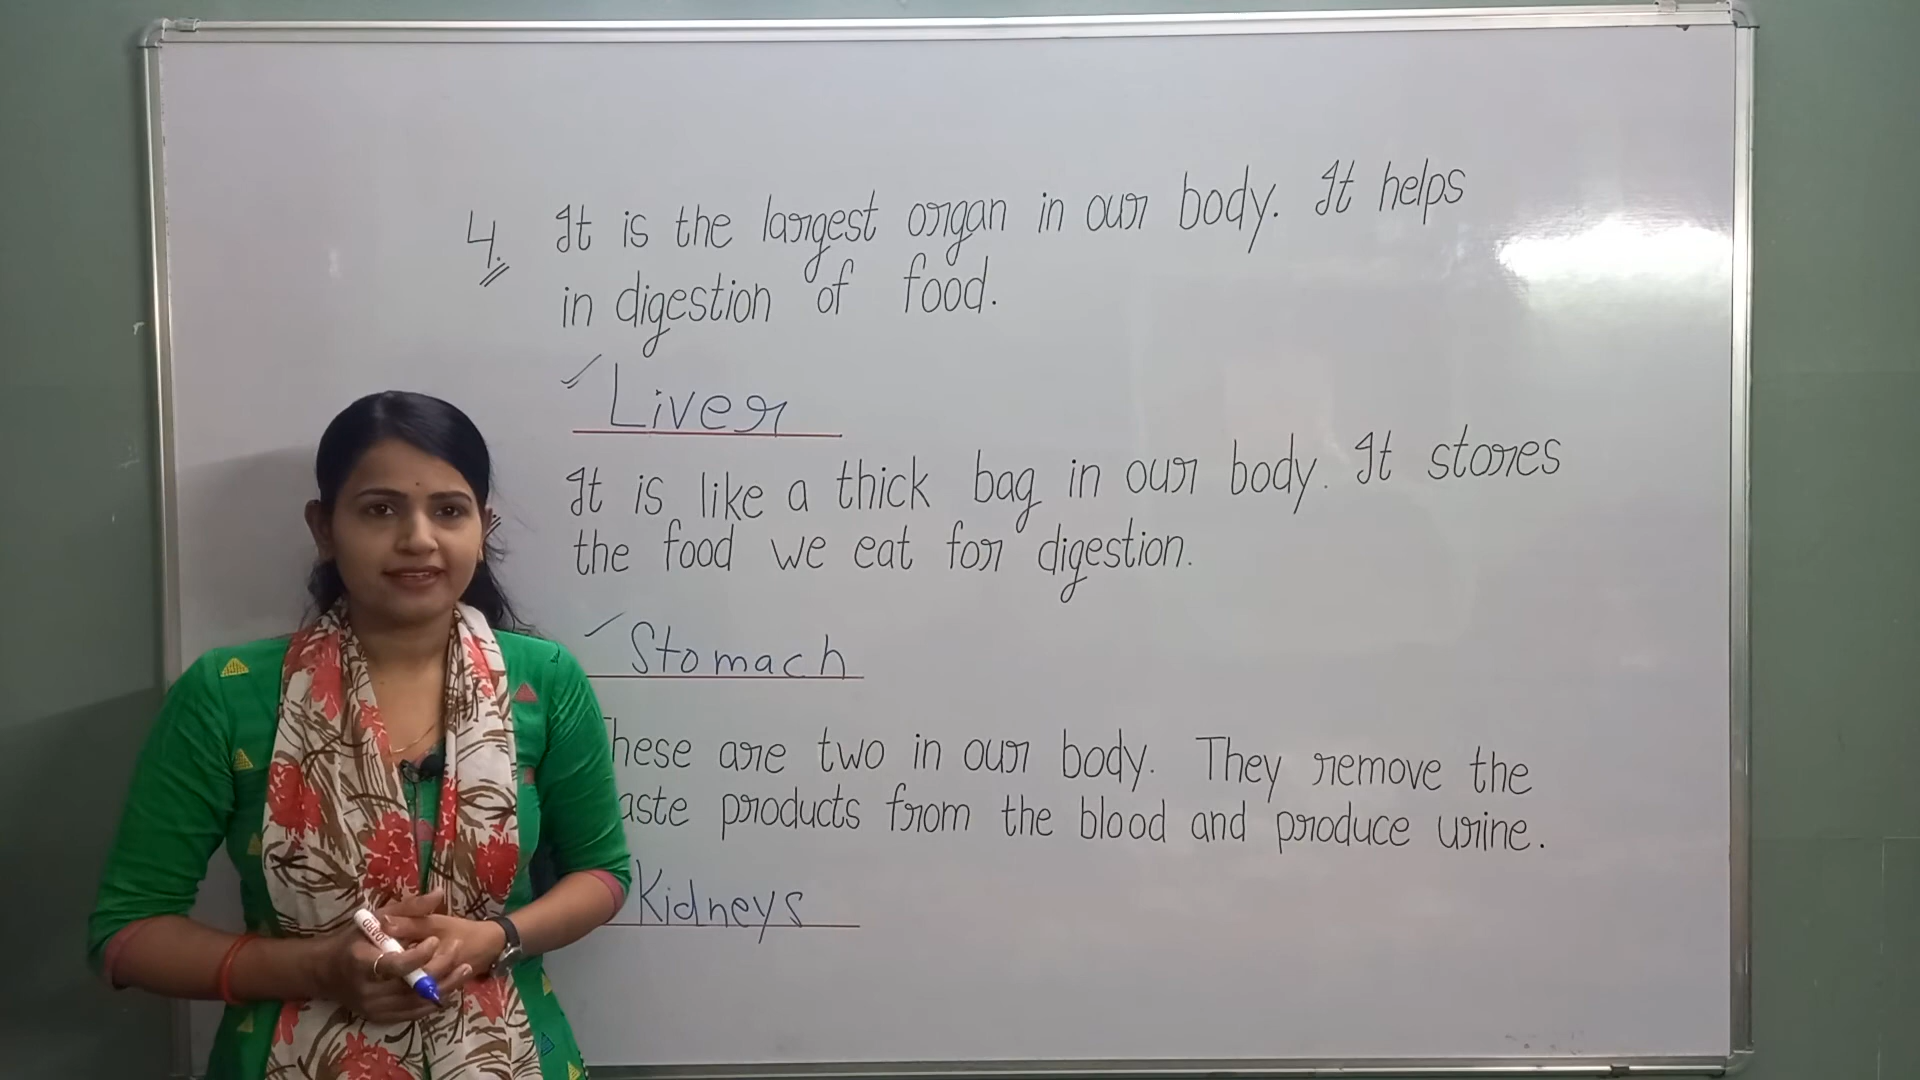 4. It is the largest organ in our body. It helps
in digestion of food.
Liver
It is like a thick bag in our body. It stores
the food we eat for digestion.
Stomach
These are two in our body. They remove the
aste products from the blood and produce urine.
Kidneys